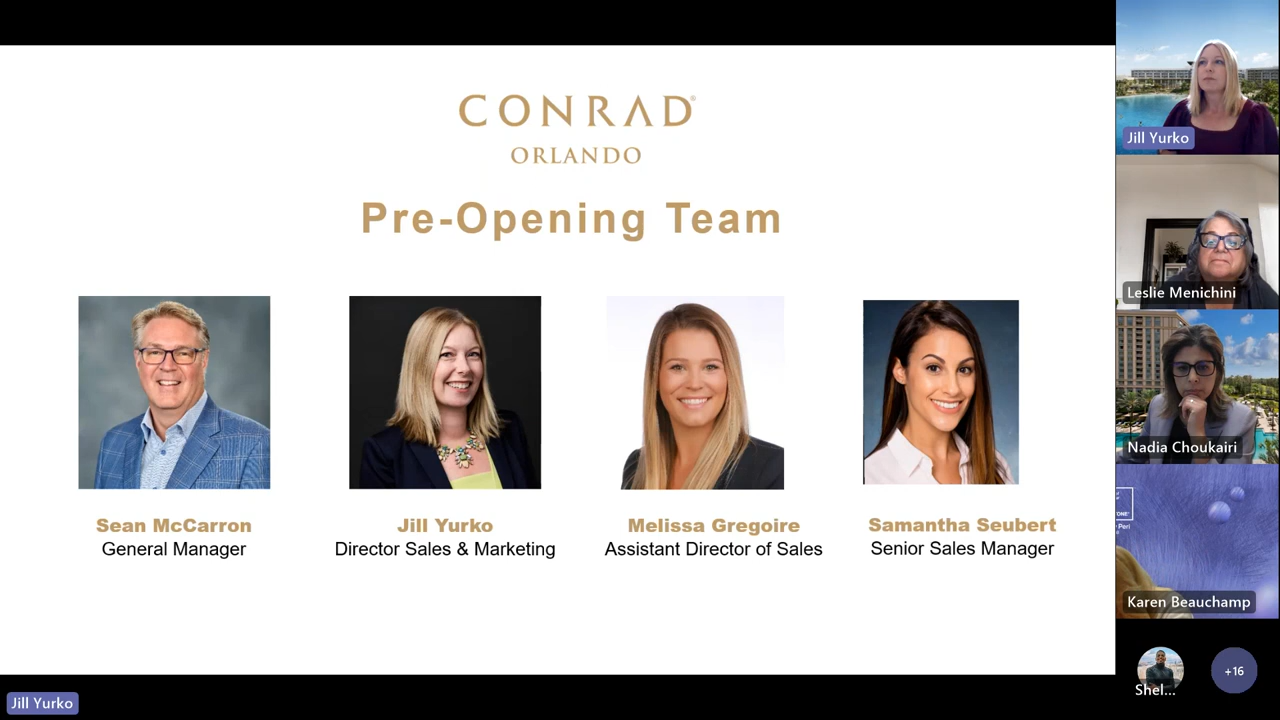 CONRAD®
ORLANDO
Pre-Opening Team
Sean McCarron
General Manager
Jill Yurko
Director Sales & Marketing
Melissa Gregoire
Assistant Director of Sales
Samantha Seubert
Senior Sales Manager
Jill Yurko
Leslie Menichini
Nadia Choukairi
Karen Beauchamp
Shel...
+16
Jill Yurko